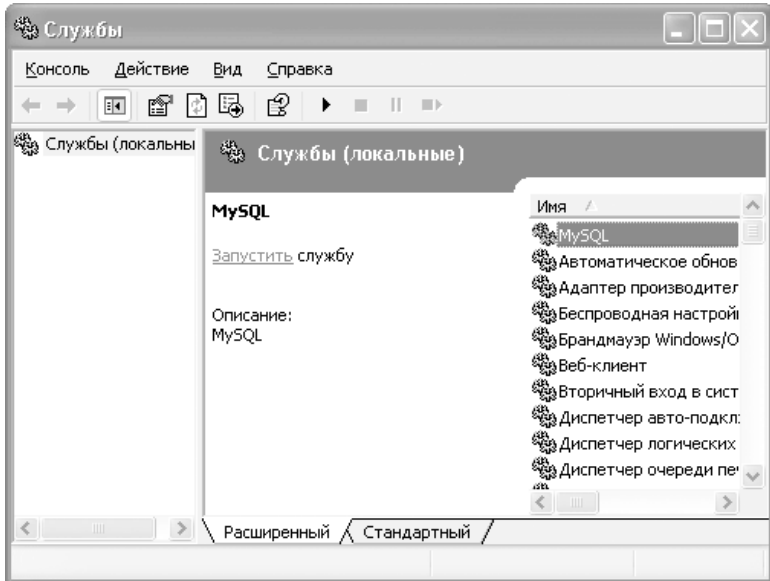 Службы
Консоль Действие Вид Справка
Службы (локальны
Службы (локальные)
MySQL
Запустить службу
Описание:
MySQL
Имя
MySQL
Автоматическое обнов
Адаптер производител
Беспроводная настрой
Брандмауэр Windows/О
Веб-клиент
Вторичный вход в сист
Диспетчер авто-подкл
Диспетчер логических
Диспетчер очереди пе
Расширенный Стандартный